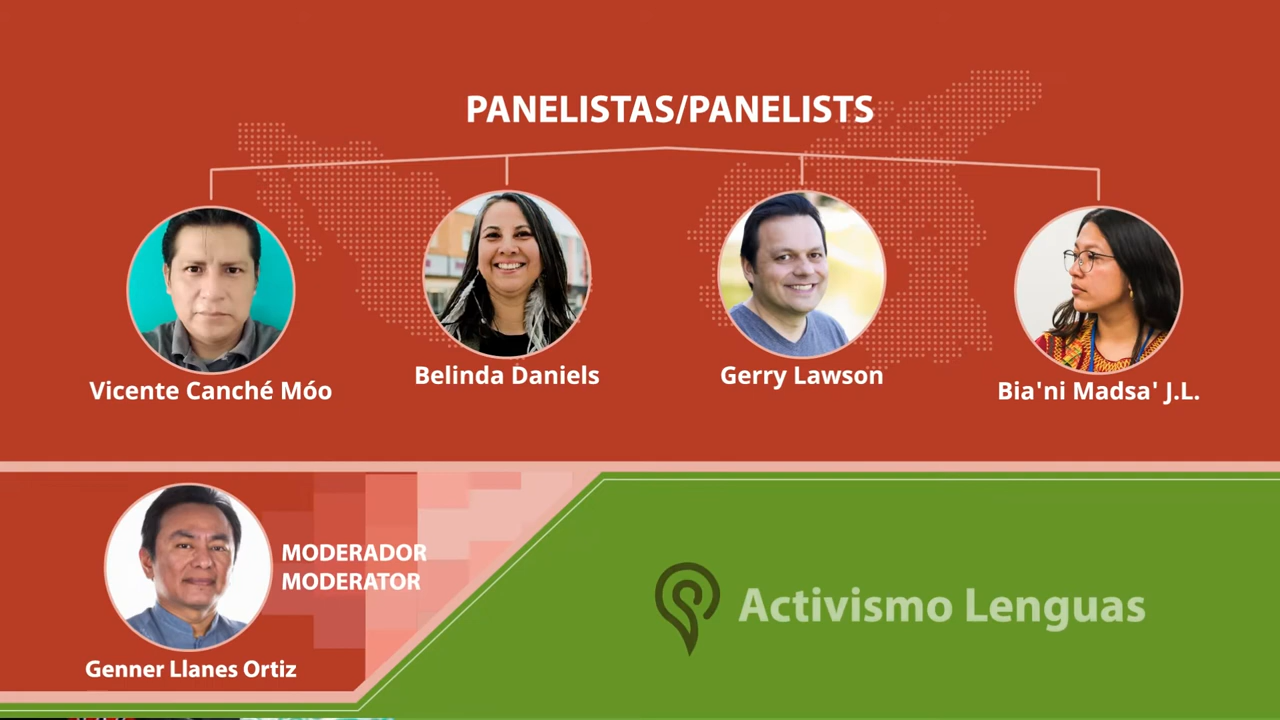 PANELISTAS/PANELISTS
Vicente Canché Móo
Belinda Daniels
Gerry Lawson
Bia'ni Madsa' J.L.
MODERADOR
MODERATOR
Genner Llanes Ortiz
Activismo Lenguas